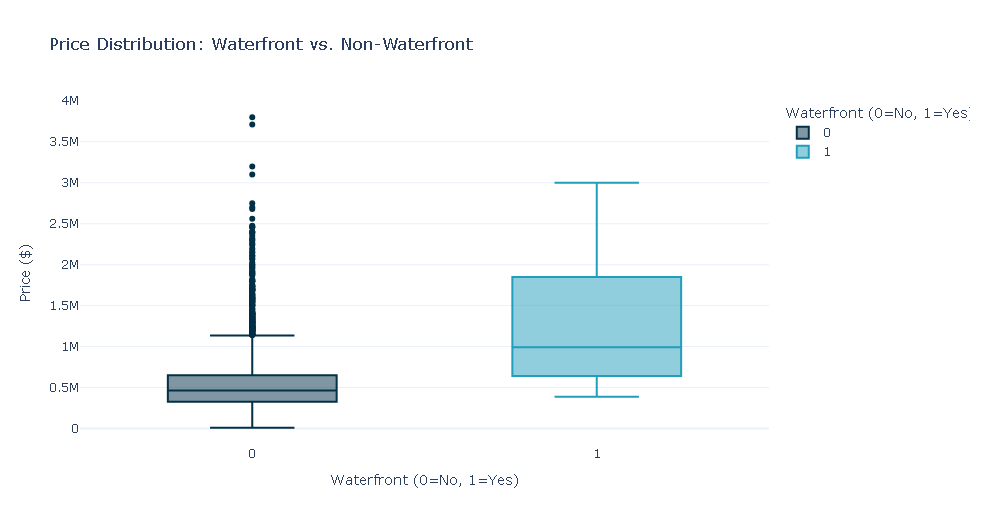 Price Distribution: Waterfront vs. Non-Waterfront
4M
3.5M
3M
2.5M
2M
1.5M
1M
0.5M
0
Price ($)
0
1
Waterfront (0=No, 1=Yes)
Waterfront (0=No, 1=Yes)
0
1